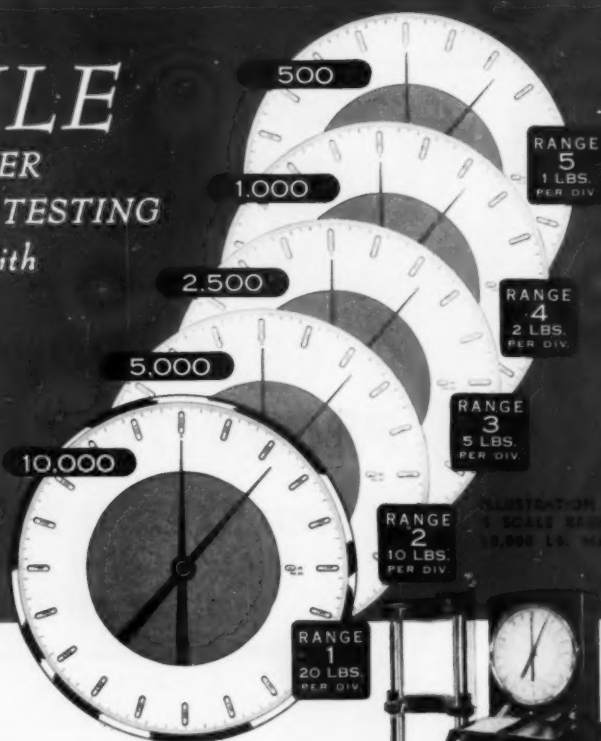 ILE
ER
TESTING
ith
500
RANGE
5
1 LBS.
PER DIV.
1.000
RANGE
4
2 LBS.
PER DIV.
2.500
RANGE
3
5 LBS.
PER DIV.
5,000
RANGE
2
10 LBS.
PER DIV.
10,000
RANGE
1
20 LBS.
PER DIV.
ILLUSTRATION
SCALE
10,000 LB.